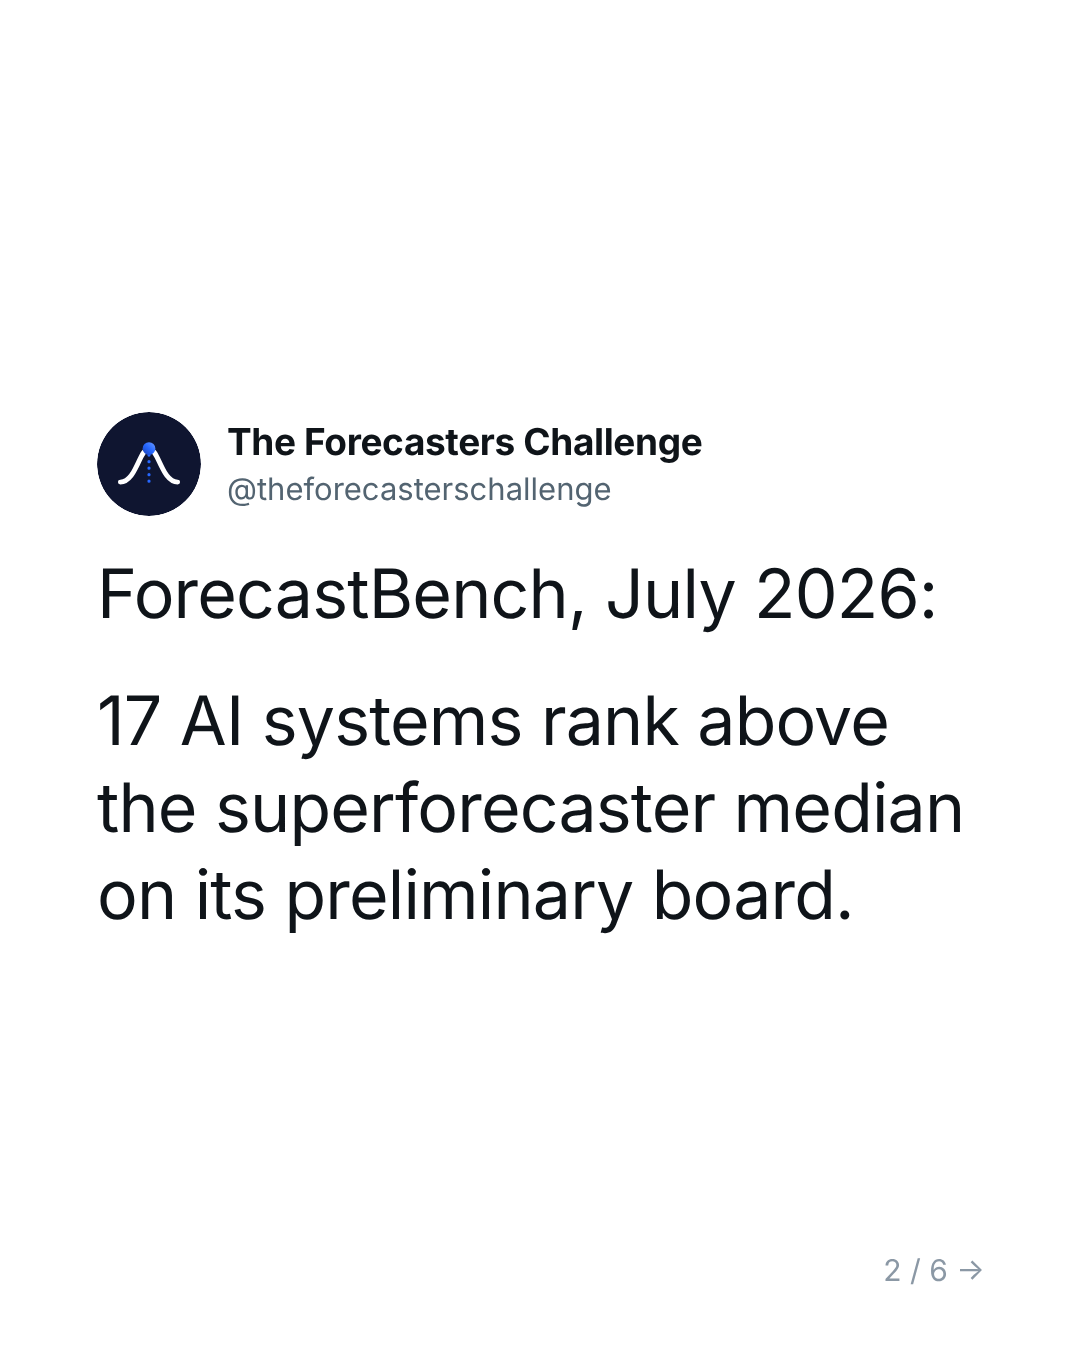 The Forecasters Challenge
@theforecasterschallenge
ForecastBench, July 2026:
17 AI systems rank above
the superforecaster median
on its preliminary board.
2 / 6 →